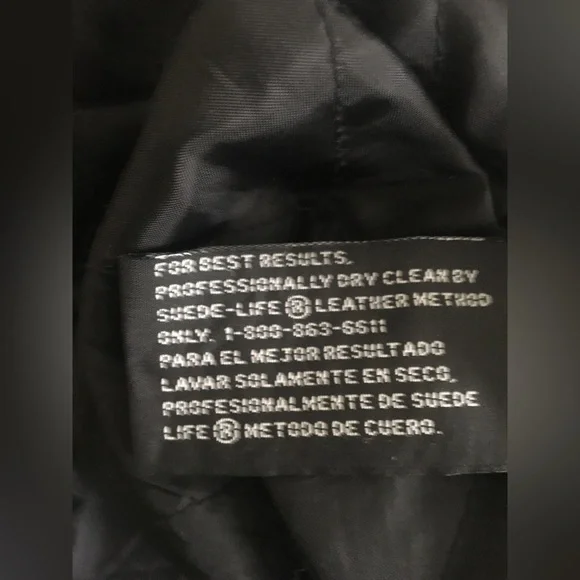 FOR BEST RESULTS,
PROFESSIONALLY DRY CLEAN BY
SUEDE-LIFE ® LEATHER METHOD
ONLY. 1-800-863-6611
PARA EL MEJOR RESULTADO
LAVAR SOLAMENTE EN SECO,
PROFESIONALMENTE DE SUEDE
LIFE ® METODO DE CUERO.